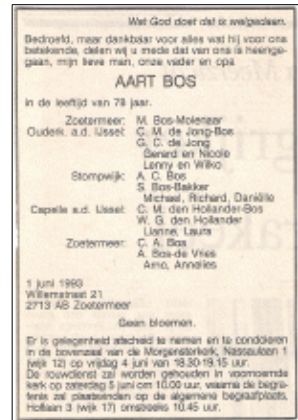 Wat God doet dat is welgedaan.
Bedroefd, maar dankbaar voor alles wat hij voor ons
betekende, delen wij u mede dat van ons is heenge-
gaan, mijn lieve man, onze vader en opa
AART BOS
in de leeftijd van 78 jaar.
Zoetermeer: M. Bos-Molenaar
Ouderk. a.d. IJssel: C. M. de Jong-Bos
G. C. de Jong
Gerard en Nicole
Lenny en Wilko
Stompwijk: A. C. Bos
S. Bos-Bakker
Michael, Richard, Daniëlle
Capelle a.d. IJssel: C. M. den Hollander-Bos
W. G. den Hollander
Lianne, Laura
Zoetermeer: C. A. Bos
A. Bos-de Vries
Arno, Annelies
1 juni 1993
Willemstraat 21
2713 AB Zoetermeer
Geen bloemen.
Er is gelegenheid afscheid te nemen en te condoleren
in de bovenzaal van de Morgensterkerk, Nassaulaan 1
(wijk 12) op vrijdag 4 juni van 18.30-19.15 uur.
De rouwdienst zal worden gehouden in voornoemde
kerk op zaterdag 5 juni om 10.00 uur, waarna de begra-
fenis zal plaatsvinden op de algemene begraafplaats,
Hoflaan 3 (wijk 17) omstreeks 10.45 uur.